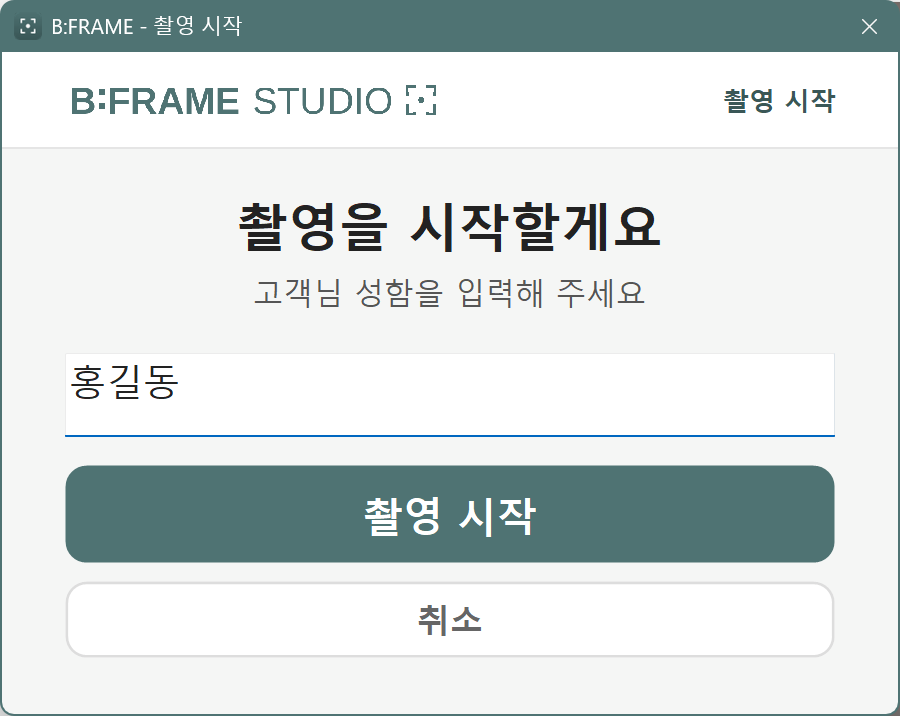 B:FRAME - 촬영 시작
B:FRAME STUDIO
촬영 시작
촬영을 시작할게요
고객님 성함을 입력해 주세요
홍길동
촬영 시작
취소